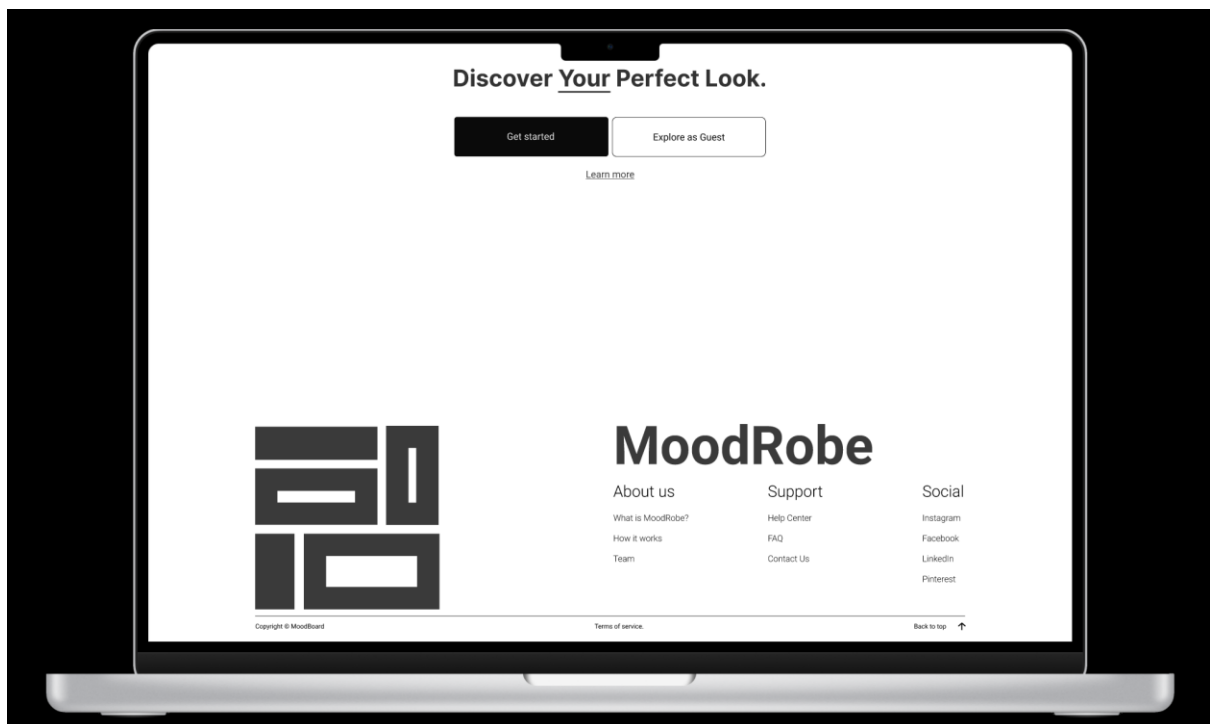 Discover Your Perfect Look.
Get started
Explore as Guest
Learn more
MoodRobe
About us
What is MoodRobe?
How it works
Team
Support
Help Center
FAQ
Contact Us
Social
Instagram
Facebook
LinkedIn
Pinterest
Copyright © MoodBoard
Terms of service.
Back to top